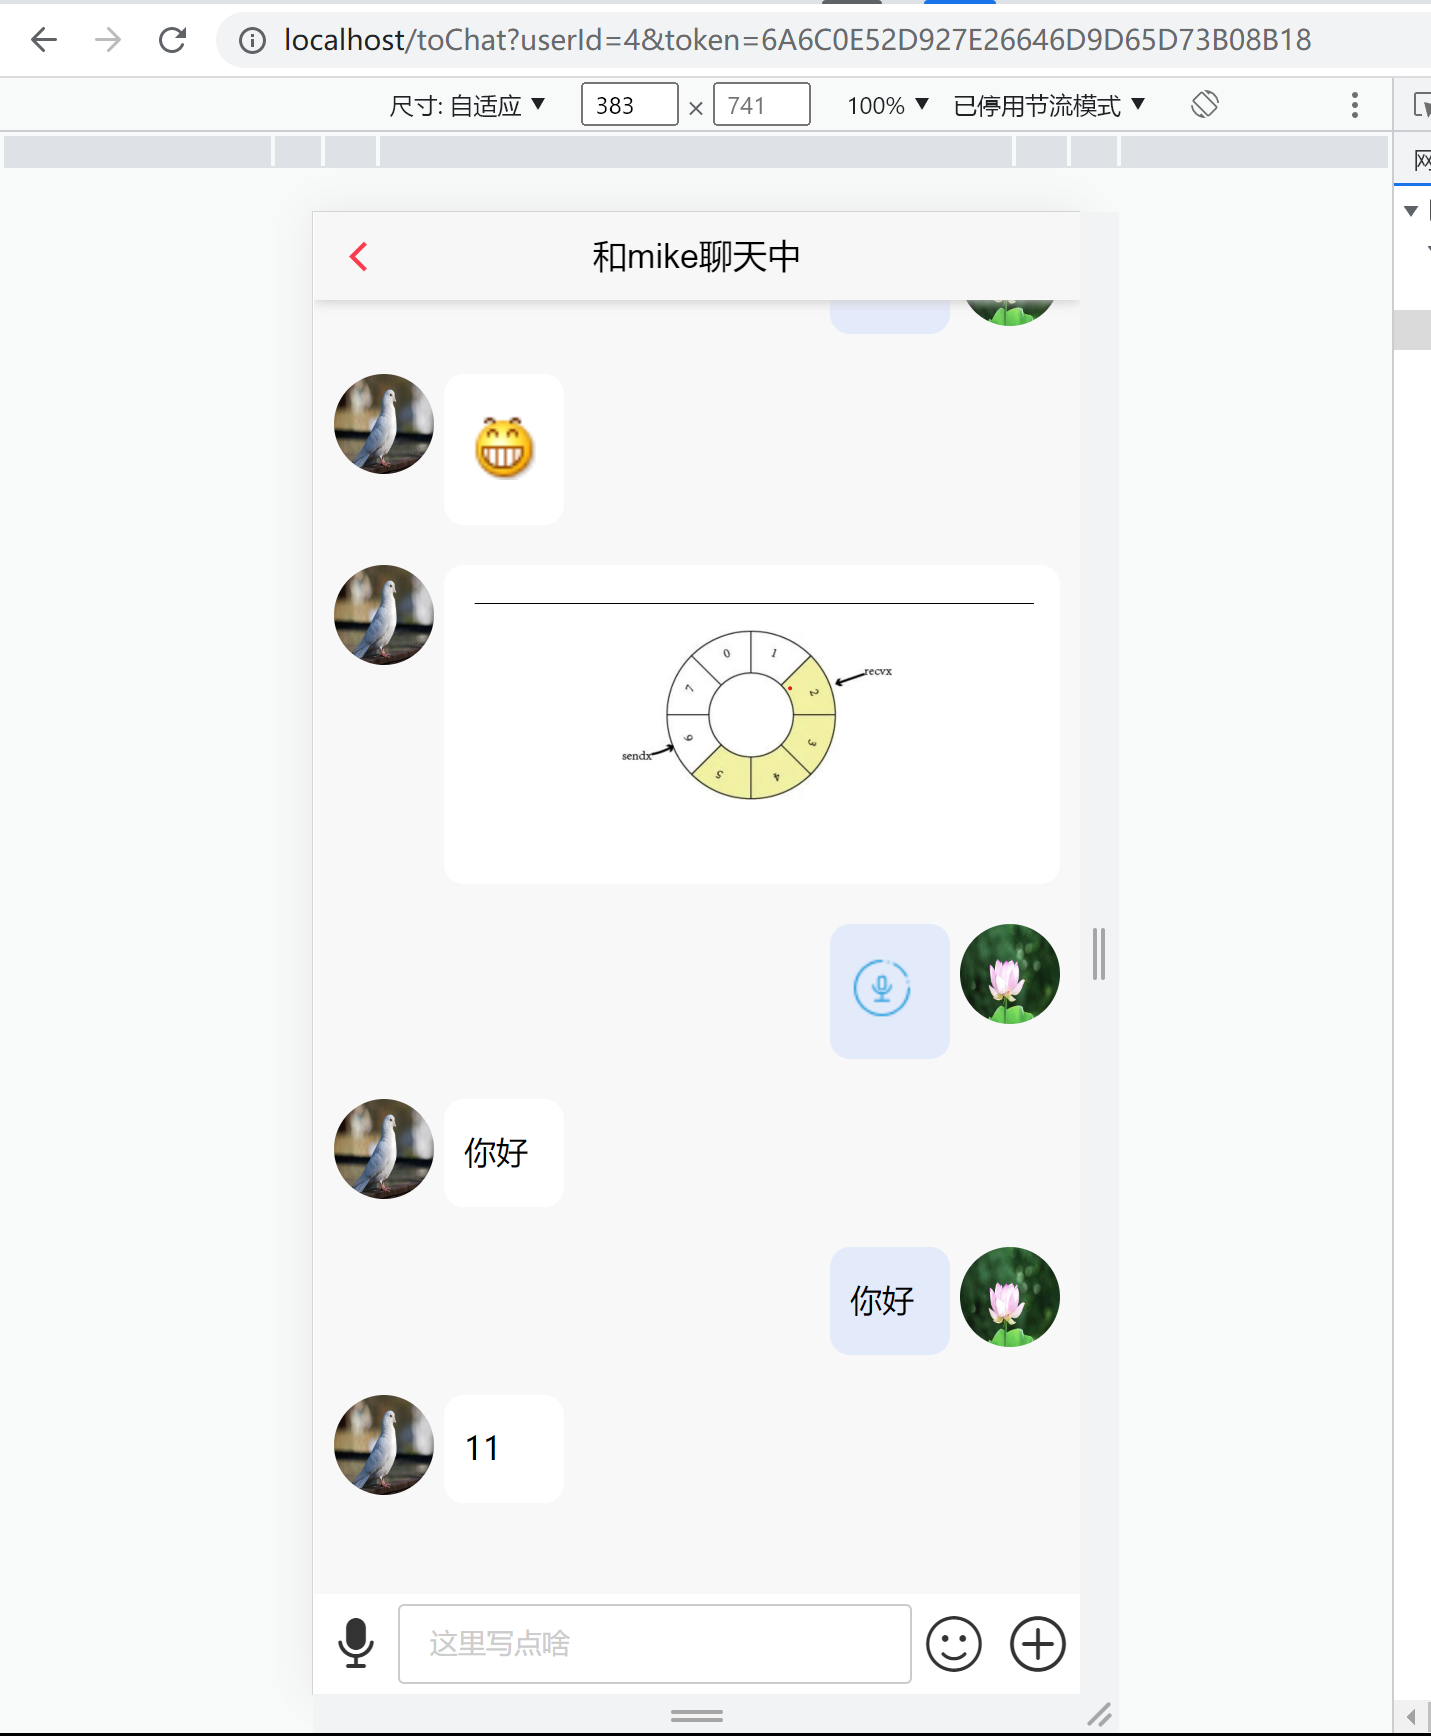 localhost/toChat?userId=4&token=6A6C0E52D927E26646D9D65D73B08B18
尺寸: 自适应 ▼ 383 × 741 100% ▼ 已停用节流模式 ▼
网
和mike聊天中
0 1
7 2 recvx
sendx 6 3
5 4
你好
你好
11
这里写点啥